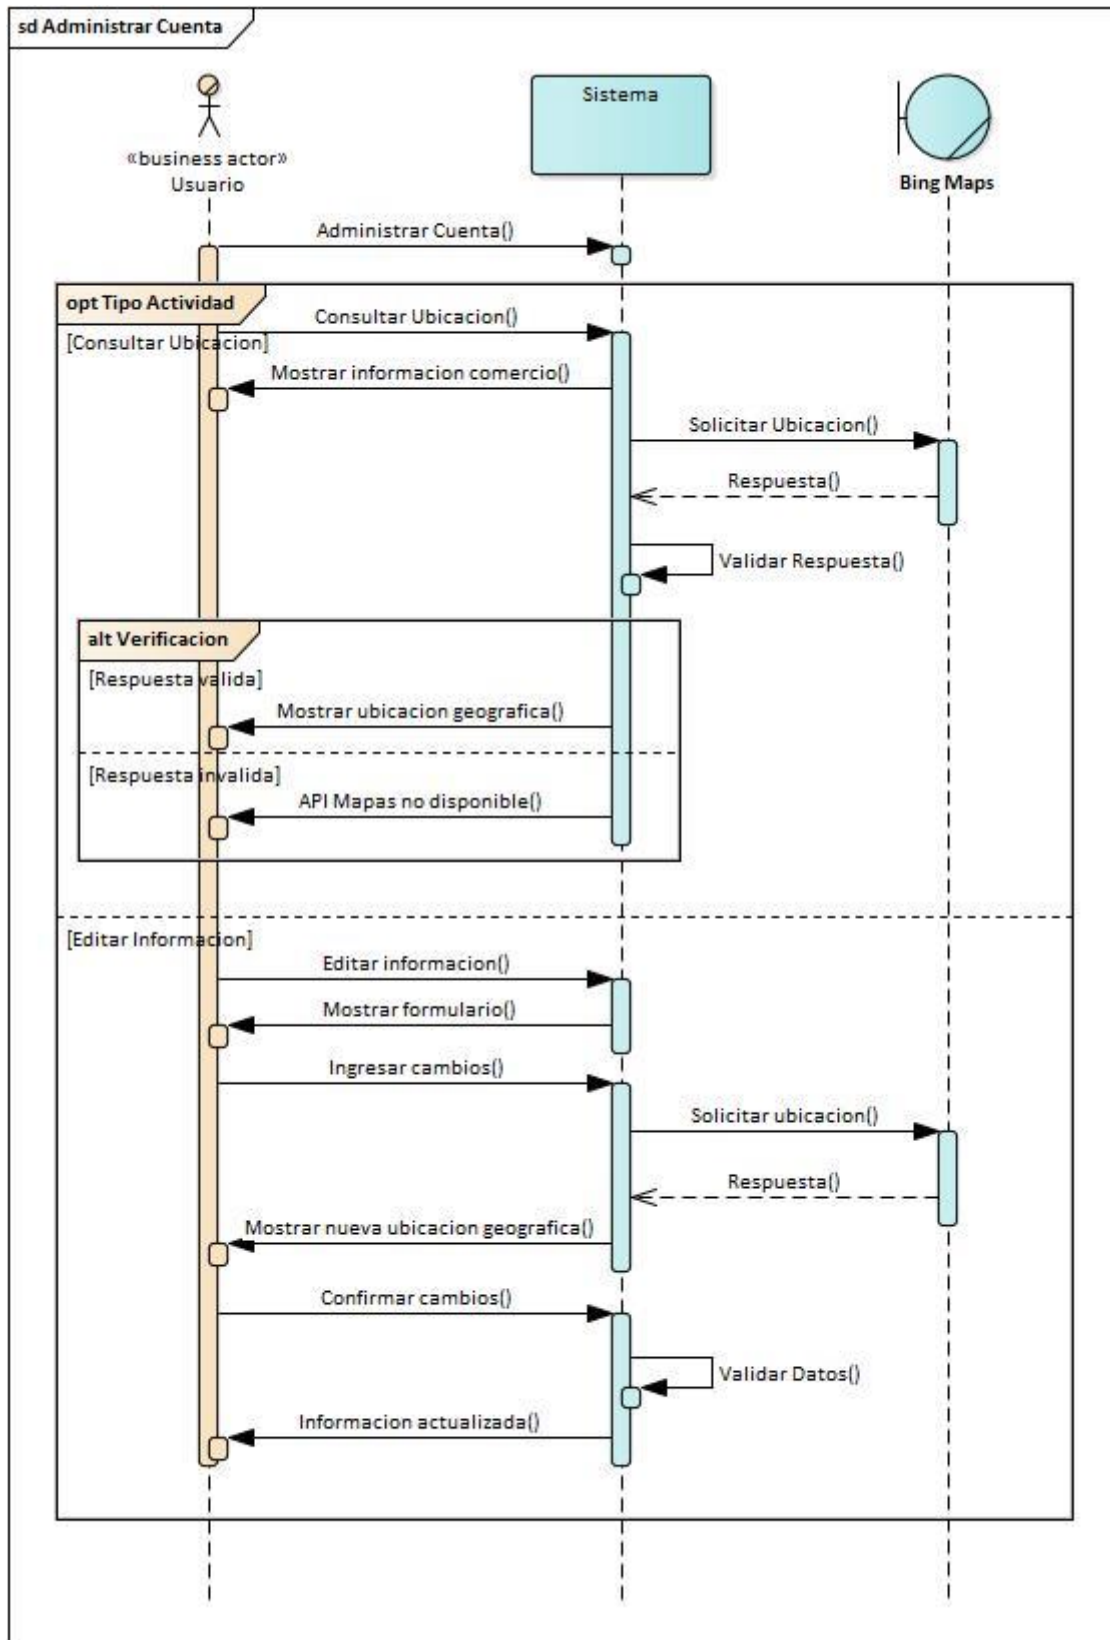 sd Administrar Cuenta
«business actor»
Usuario
Sistema
Bing Maps
Administrar Cuenta()
opt Tipo Actividad
[Consultar Ubicacion]
Consultar Ubicacion()
Mostrar informacion comercio()
Solicitar Ubicacion()
Respuesta()
Validar Respuesta()
alt Verificacion
[Respuesta valida]
Mostrar ubicacion geografica()
[Respuesta invalida]
API Mapas no disponible()
[Editar Informacion]
Editar informacion()
Mostrar formulario()
Ingresar cambios()
Solicitar ubicacion()
Respuesta()
Mostrar nueva ubicacion geografica()
Confirmar cambios()
Validar Datos()
Informacion actualizada()